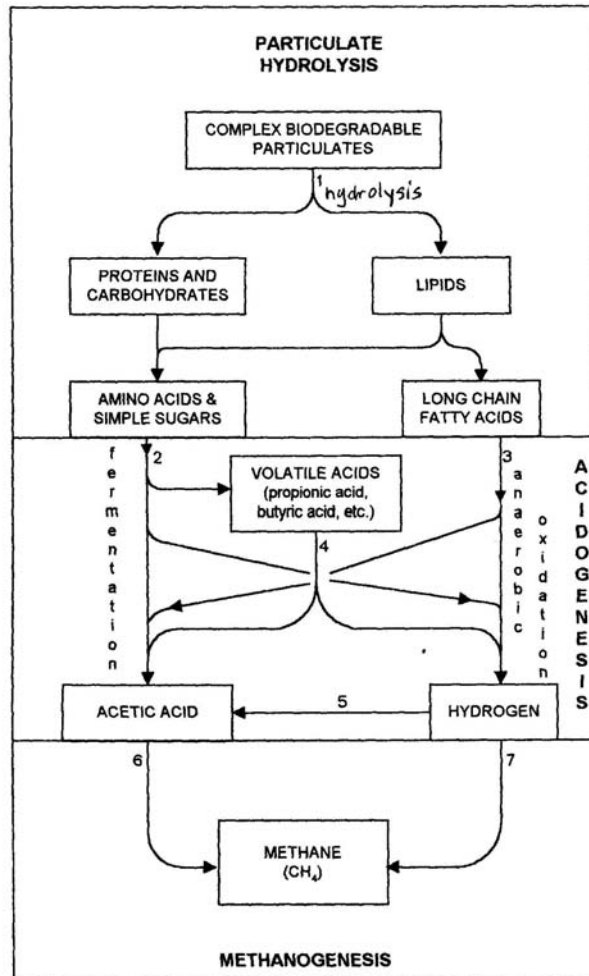 PARTICULATE
HYDROLYSIS
COMPLEX BIODEGRADABLE
PARTICULATES
1
hydrolysis
PROTEINS AND
CARBOHYDRATES
LIPIDS
AMINO ACIDS &
SIMPLE SUGARS
LONG CHAIN
FATTY ACIDS
fermentation
2
VOLATILE ACIDS
(propionic acid,
butyric acid, etc.)
3
anaerobic
oxidation
ACIDOGENESIS
4
ACETIC ACID
5
HYDROGEN
6
7
METHANE
(CH₄)
METHANOGENESIS